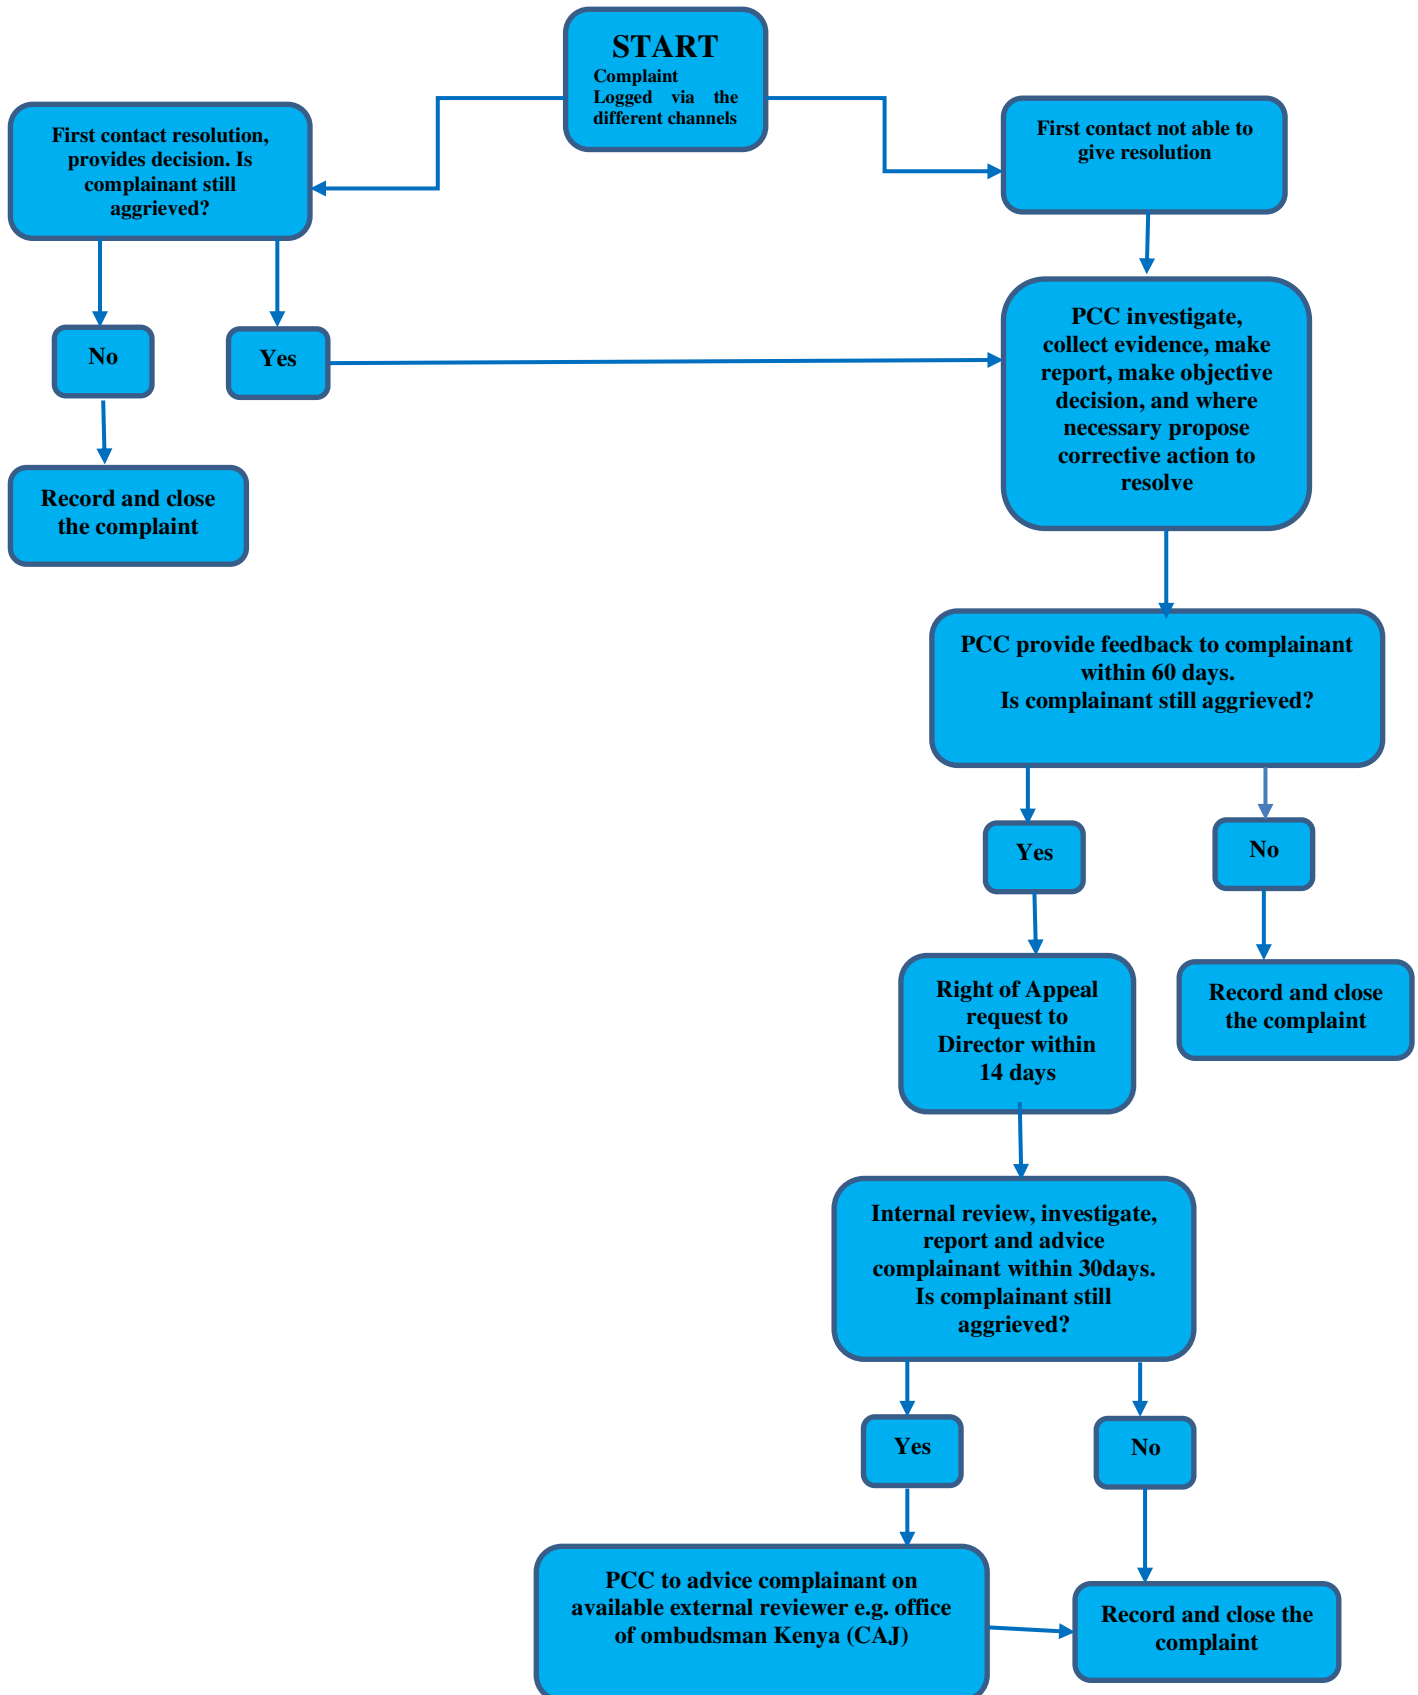 START
Complaint
Logged via the
different channels
First contact resolution,
provides decision. Is
complainant still
aggrieved?
First contact not able to
give resolution
No
Yes
PCC investigate,
collect evidence, make
report, make objective
decision, and where
necessary propose
corrective action to
resolve
Record and close
the complaint
PCC provide feedback to complainant
within 60 days.
Is complainant still aggrieved?
Yes
No
Right of Appeal
request to
Director within
14 days
Record and close
the complaint
Internal review, investigate,
report and advice
complainant within 30days.
Is complainant still
aggrieved?
Yes
No
PCC to advice complainant on
available external reviewer e.g. office
of ombudsman Kenya (CAJ)
Record and close the
complaint